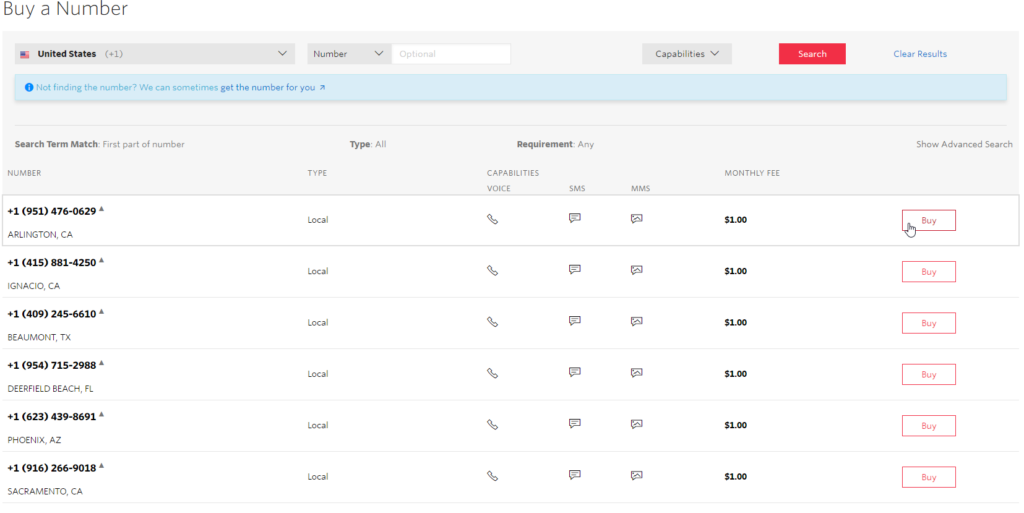 Buy a Number
United States (+1) Number Optional Capabilities Search Clear Results
Not finding the number? We can sometimes get the number for you ↗
Search Term Match: First part of number Type: All Requirement: Any Show Advanced Search
NUMBER TYPE CAPABILITIES MONTHLY FEE
VOICE SMS MMS
+1 (951) 476-0629
Local $1.00 Buy
ARLINGTON, CA
+1 (415) 881-4250
Local $1.00 Buy
IGNACIO, CA
+1 (409) 245-6610
Local $1.00 Buy
BEAUMONT, TX
+1 (954) 715-2988
Local $1.00 Buy
DEERFIELD BEACH, FL
+1 (623) 439-8691
Local $1.00 Buy
PHOENIX, AZ
+1 (916) 266-9018
Local $1.00 Buy
SACRAMENTO, CA